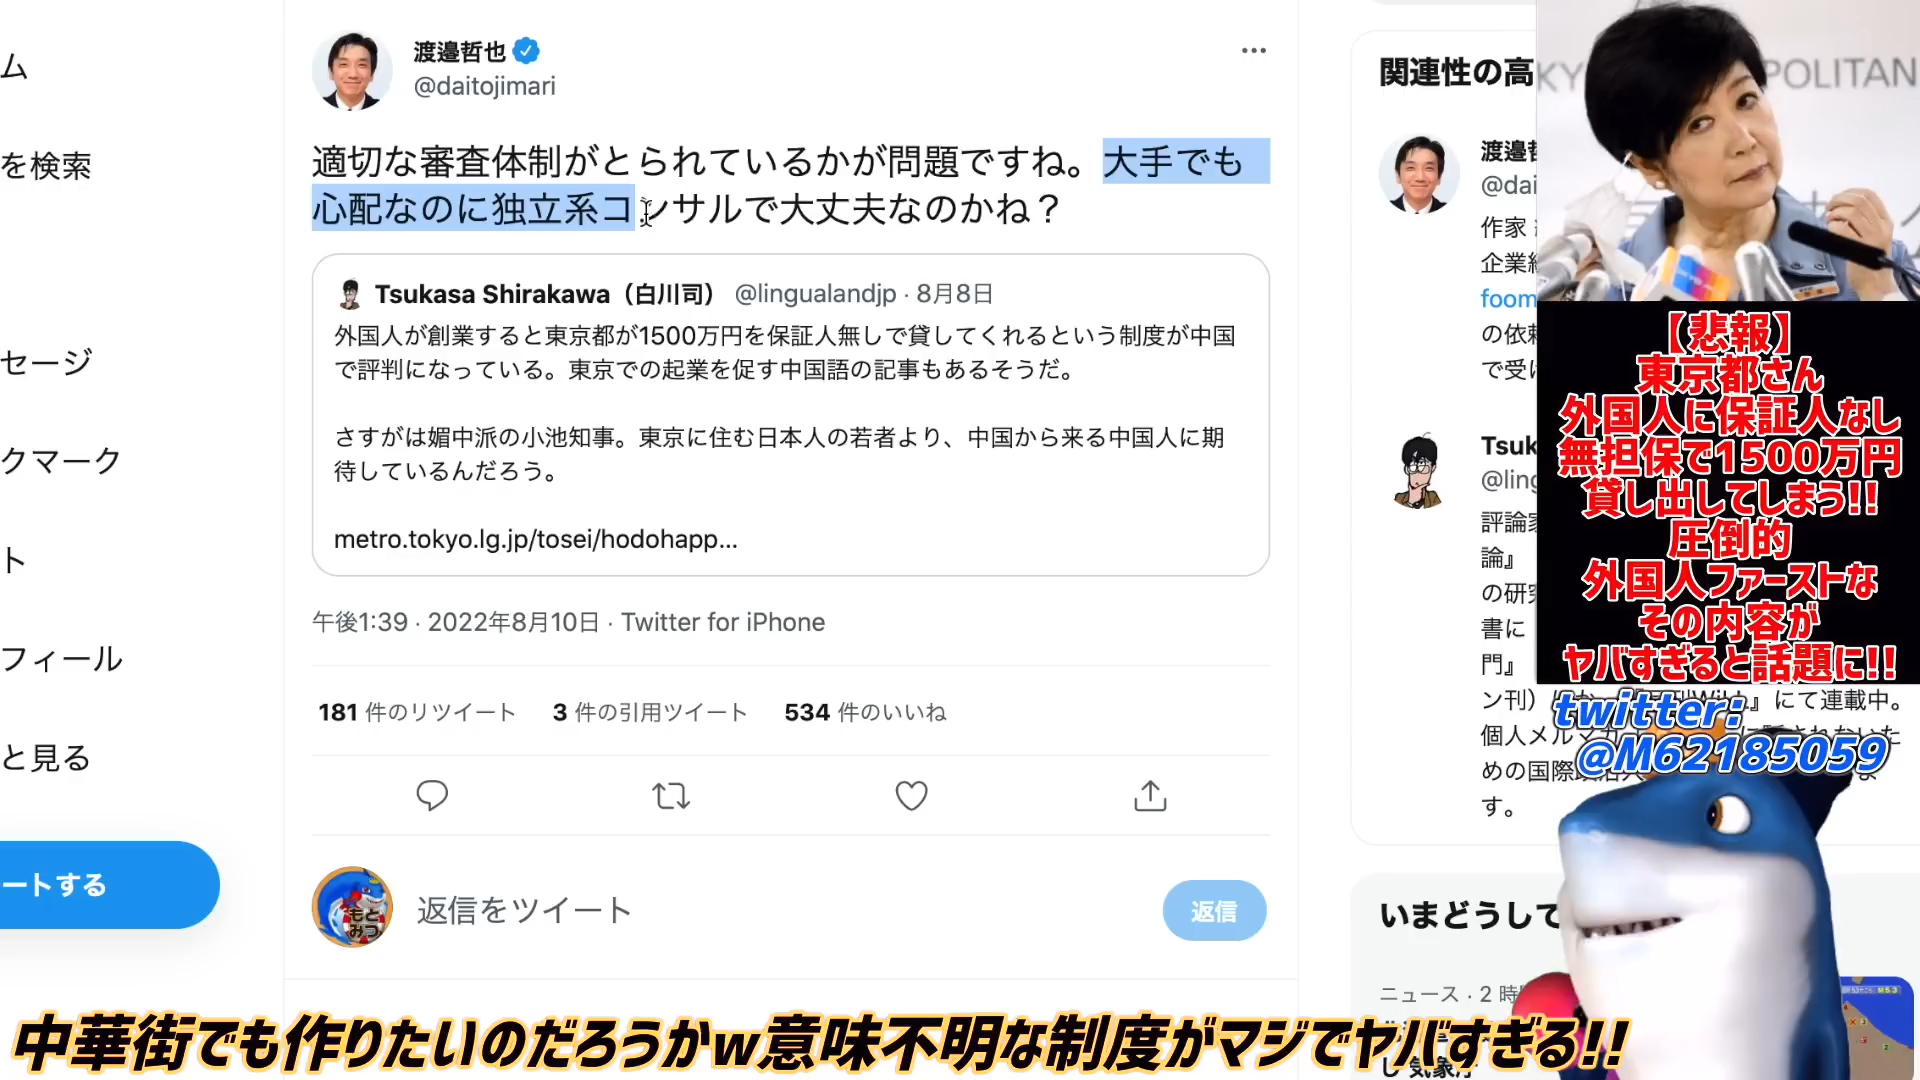 ム
を検索
セージ
クマーク
ト
フィール
と見る
ートする
渡邉哲也
@daitojimari
適切な審査体制がとられているかが問題ですね。大手でも
心配なのに独立系コンサルで大丈夫なのかね？
Tsukasa Shirakawa（白川司） @lingualandjp · 8月8日
外国人が創業すると東京都が1500万円を保証人無しで貸してくれるという制度が中国
で評判になっている。東京での起業を促す中国語の記事もあるそうだ。
さすがは媚中派の小池知事。東京に住む日本人の若者より、中国から来る中国人に期
待しているんだろう。
metro.tokyo.lg.jp/tosei/hodohapp...
午後1:39 · 2022年8月10日 · Twitter for iPhone
181 件のリツイート 3 件の引用ツイート 534 件のいいね
もと
みつ
返信をツイート
返信
関連性の高
渡邉
@dai
作家
企業
foom
の依
で受け
Tsuk
@ling
評論家
論』
の研究
書に
門』
ン刊）
にて連載中。
個人メルマガ
す。
いまどうして
ニュース · 2 時
POLITAN
【悲報】
東京都さん
外国人に保証人なし
無担保で1500万円
貸し出してしまう!!
圧倒的
外国人ファーストな
その内容が
ヤバすぎると話題に!!
twitter:
@M62185059
中華街でも作りたいのだろうかw意味不明な制度がマジでヤバすぎる!!